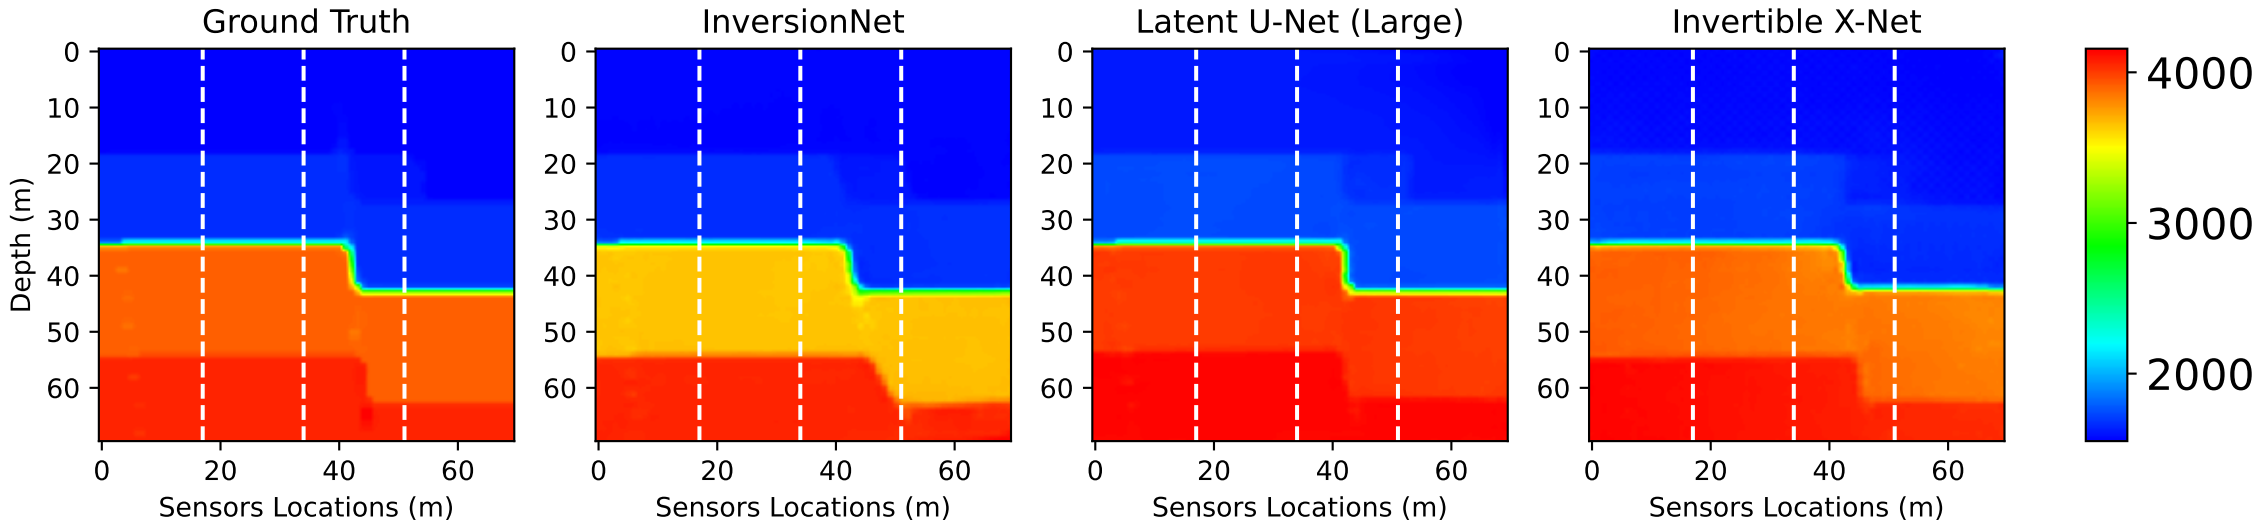 Ground Truth
InversionNet
Latent U-Net (Large)
Invertible X-Net
Depth (m)
0
10
20
30
40
50
60
0 20 40 60
Sensors Locations (m)
0
10
20
30
40
50
60
0 20 40 60
Sensors Locations (m)
0
10
20
30
40
50
60
0 20 40 60
Sensors Locations (m)
0
10
20
30
40
50
60
0 20 40 60
Sensors Locations (m)
4000
3000
2000